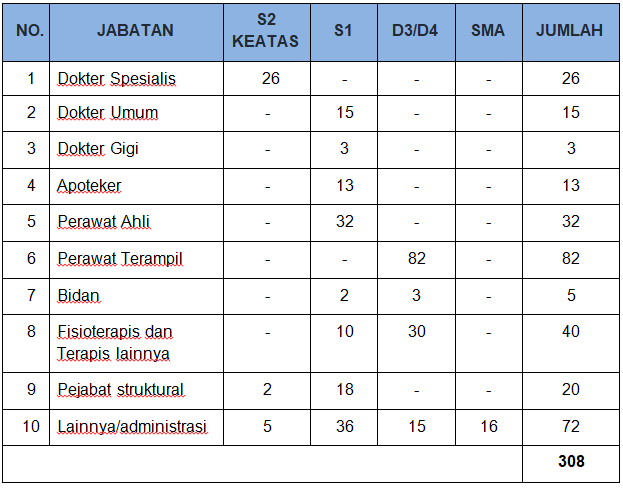 NO. JABATAN S2 KEATAS S1 D3/D4 SMA JUMLAH
1 Dokter Spesialis 26 - - - 26
2 Dokter Umum - 15 - - 15
3 Dokter Gigi - 3 - - 3
4 Apoteker - 13 - - 13
5 Perawat Ahli - 32 - - 32
6 Perawat Terampil - - 82 - 82
7 Bidan - 2 3 - 5
8 Fisioterapis dan - 10 30 - 40
Terapis lainnya
9 Pejabat struktural 2 18 - - 20
10 Lainnya/administrasi 5 36 15 16 72
308